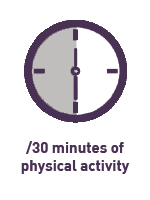 /30 minutes of
physical activity